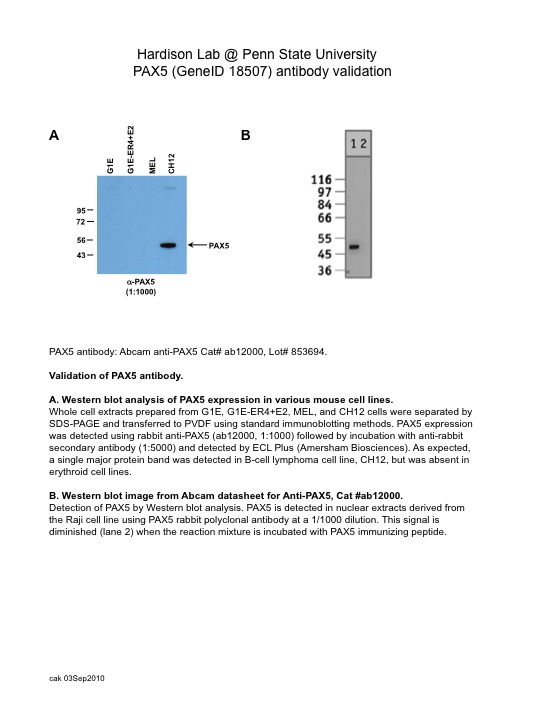 Hardison Lab @ Penn State University
PAX5 (GeneID 18507) antibody validation
A
G1E
G1E-ER4+E2
MEL
CH12
95
72
56
43
PAX5
α-PAX5
(1:1000)
B
1 2
116
97
84
66
55
45
36
PAX5 antibody: Abcam anti-PAX5 Cat# ab12000, Lot# 853694.
Validation of PAX5 antibody.
A. Western blot analysis of PAX5 expression in various mouse cell lines.
Whole cell extracts prepared from G1E, G1E-ER4+E2, MEL, and CH12 cells were separated by
SDS-PAGE and transferred to PVDF using standard immunoblotting methods. PAX5 expression
was detected using rabbit anti-PAX5 (ab12000, 1:1000) followed by incubation with anti-rabbit
secondary antibody (1:5000) and detected by ECL Plus (Amersham Biosciences). As expected,
a single major protein band was detected in B-cell lymphoma cell line, CH12, but was absent in
erythroid cell lines.
B. Western blot image from Abcam datasheet for Anti-PAX5, Cat #ab12000.
Detection of PAX5 by Western blot analysis. PAX5 is detected in nuclear extracts derived from
the Raji cell line using PAX5 rabbit polyclonal antibody at a 1/1000 dilution. This signal is
diminished (lane 2) when the reaction mixture is incubated with PAX5 immunizing peptide.
cak 03Sep2010